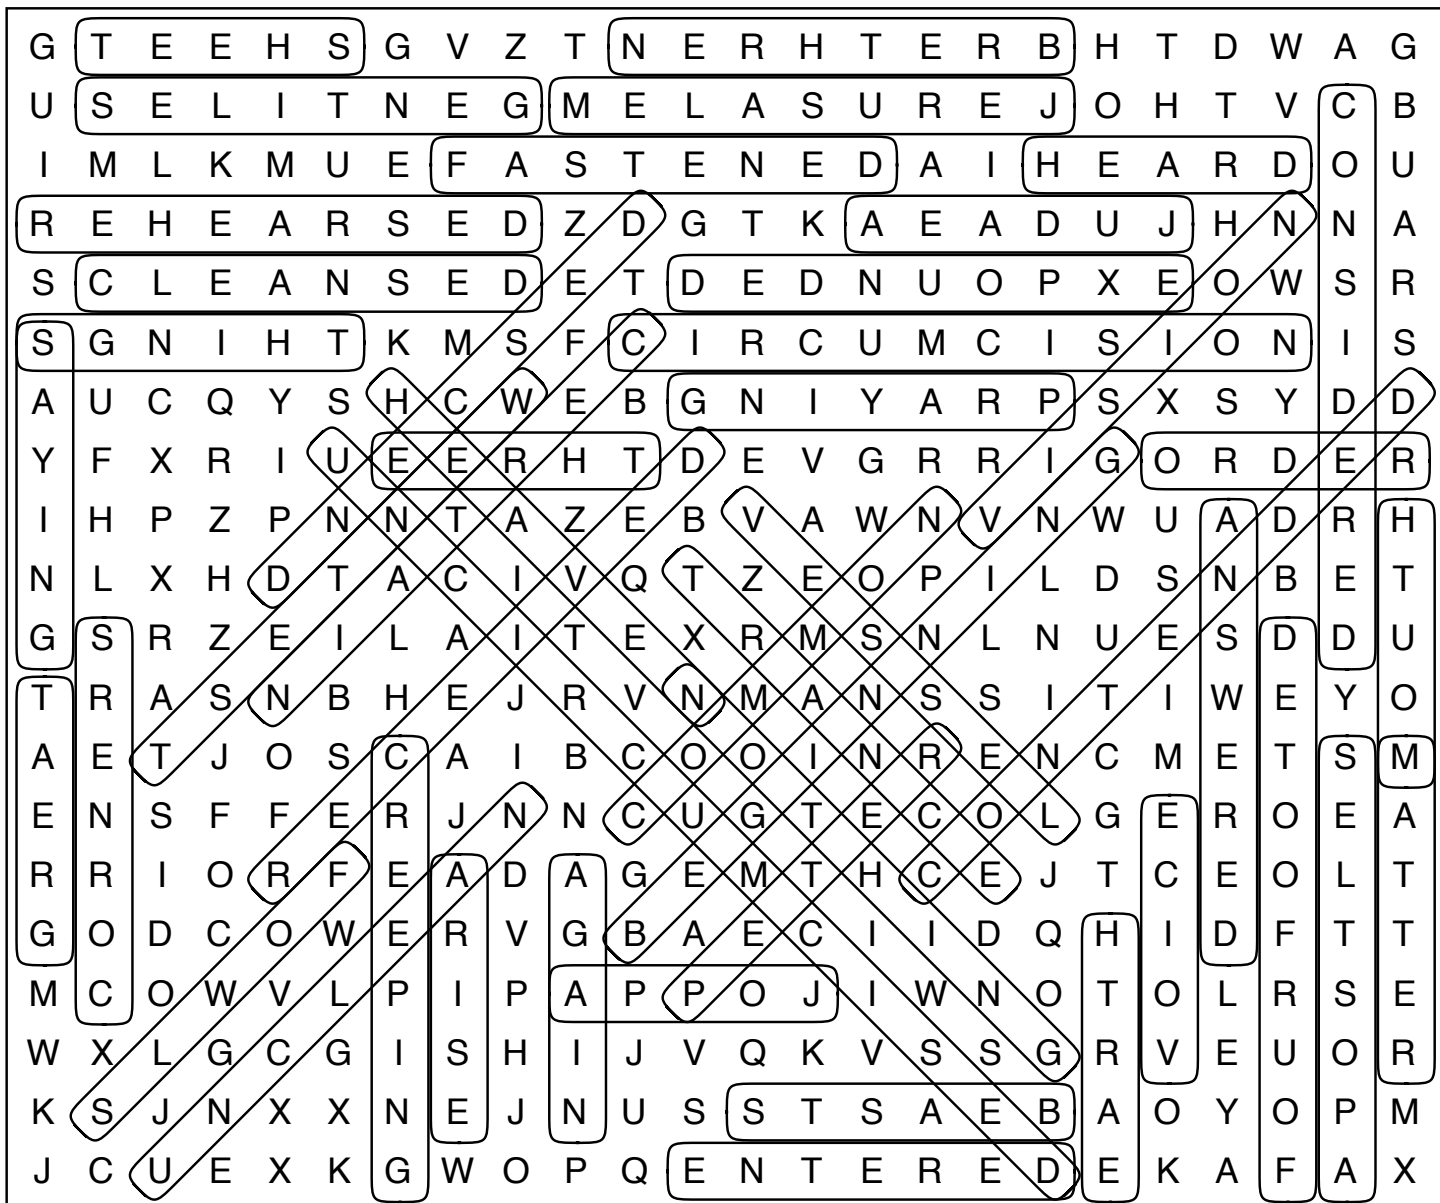 G T E E H S G V Z T N E R H T E R B H T D W A G
U S E L I T N E G M E L A S U R E J O H T V C B
I M L K M U E F A S T E N E D A I H E A R D O U
R E H E A R S E D Z D G T K A E A D U J H N N A
S C L E A N S E D E T D E D N U O P X E O W S R
S G N I H T K M S F C I R C U M C I S I O N I S
A U C Q Y S H C W E B G N I Y A R P S X S Y D D
Y F X R I U E E R H T D E V G R R I G O R D E R
I H P Z P N N T A Z E B V A W N V N W U A D R H
N L X H D T A C I V Q T Z E O P I L D S N B E T
G S R Z E I L A I T E X R M S N L N U E S D D U
T R A S N B H E J R V N M A N S S I T I W E Y O
A E T J O S C A I B C O O I N R E N C M E T S M
E N S F F E R J N N C U G T E C O L G E R O E A
R R I O R F E A D A G E M T H C E J T C E O L T
G O D C O W E R V G B A E C I I D Q H I D F T T
M C O W V L P I P A P P O J I W N O T O L R S E
W X L G C G I S H I J V Q K V S S G R V E U O R
K S J N X X N E J N U S S T S A E B A O Y O P M
J C U E X K G W O P Q E N T E R E D E K A F A X